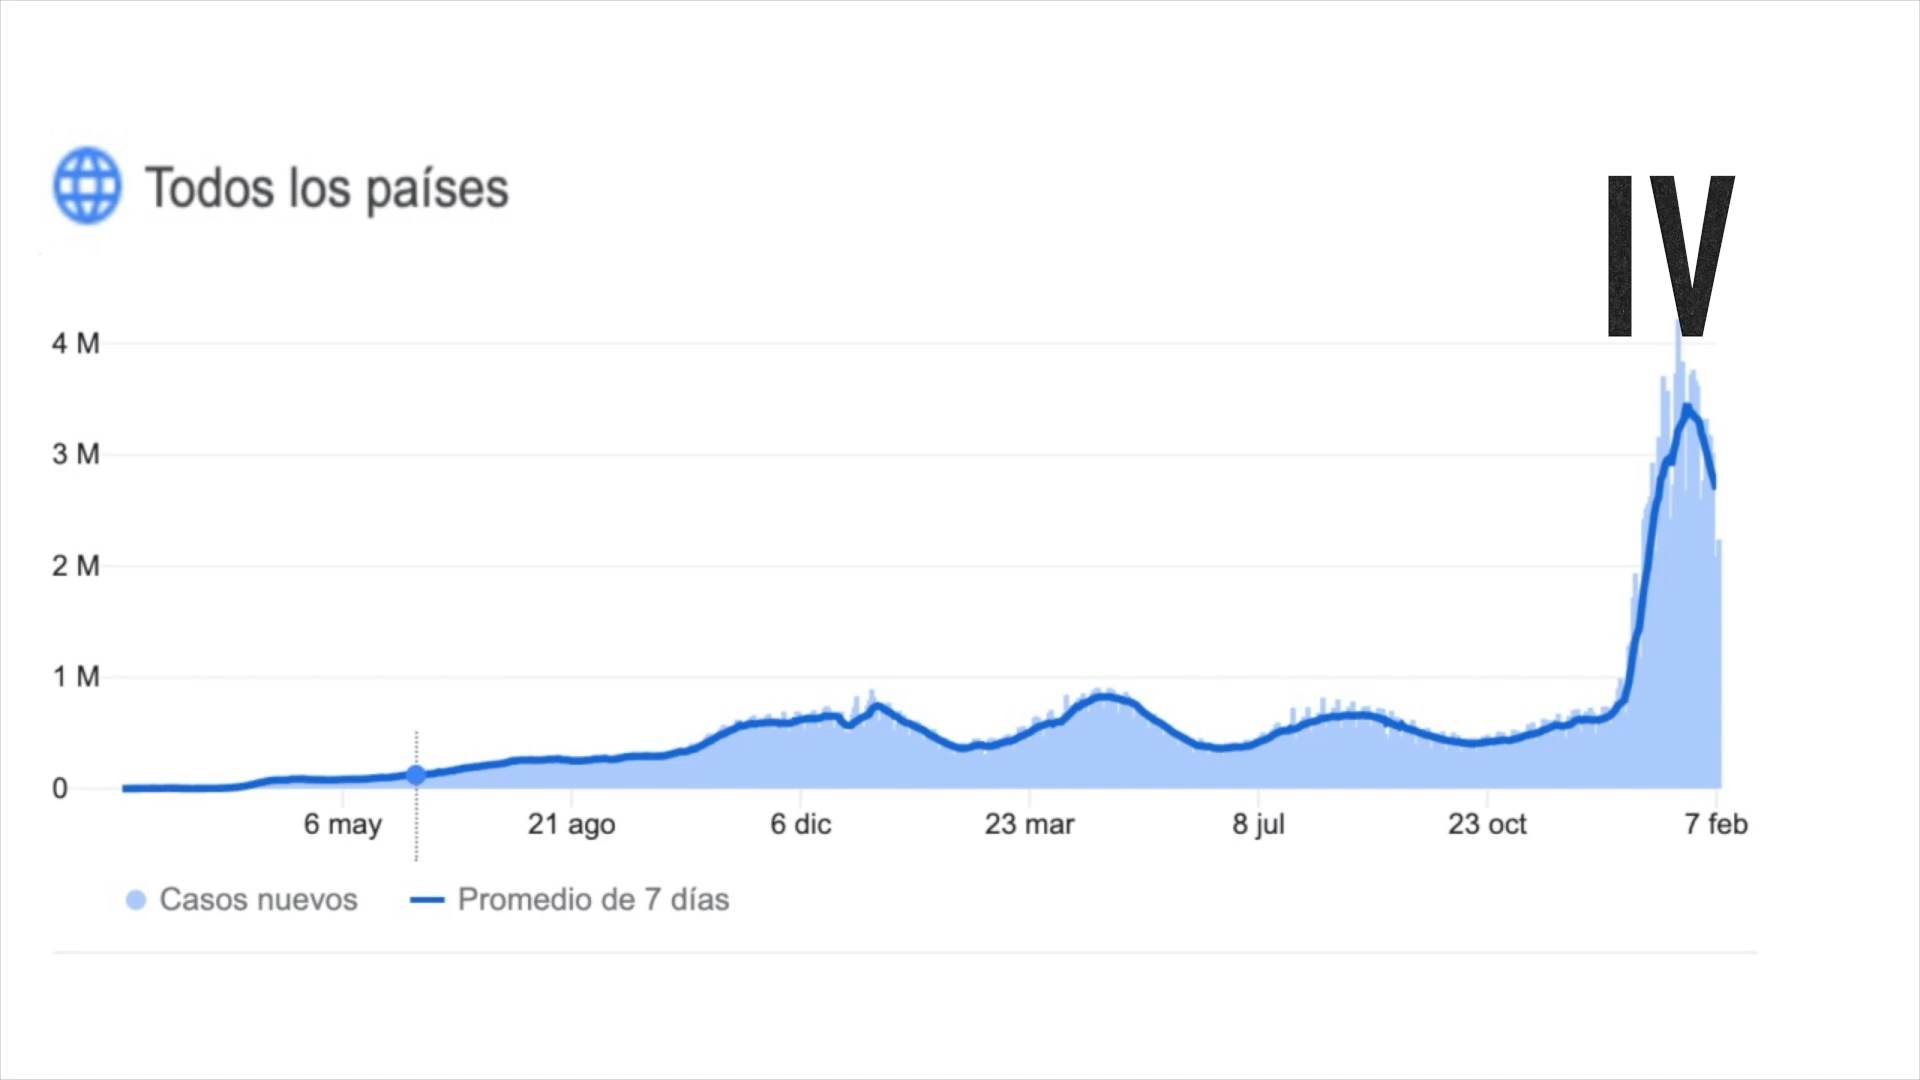 Todos los países
IV
4 M
3 M
2 M
1 M
0
6 may 21 ago 6 dic 23 mar 8 jul 23 oct 7 feb
Casos nuevos Promedio de 7 días